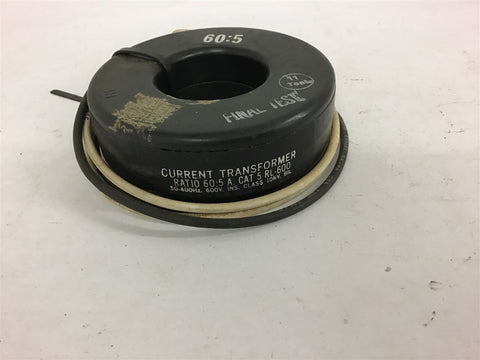 60:5
FINAL TEST
CURRENT TRANSFORMER
RATIO 60:5 A. CAT 5 RL-600
50-400HZ. 600V. INS. CLASS 10KV. BIL